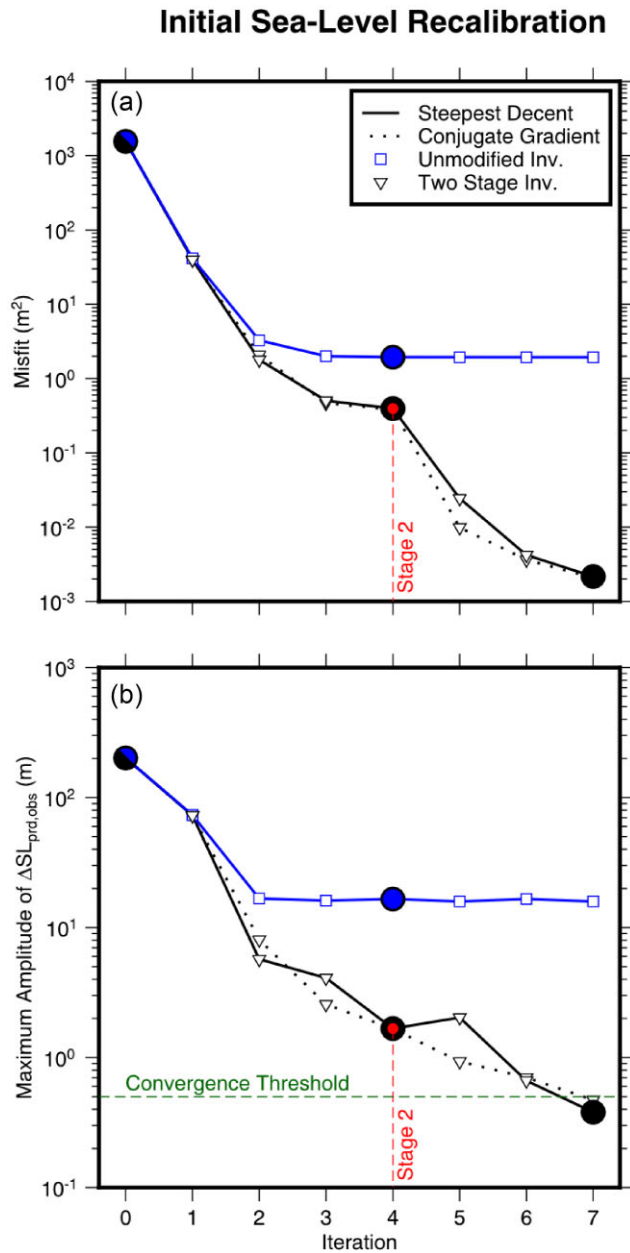 Initial Sea-Level Recalibration
(a)
Steepest Decent
Conjugate Gradient
Unmodified Inv.
Two Stage Inv.
Misfit (m²)
10⁴
10³
10²
10¹
10⁰
10⁻¹
10⁻²
10⁻³
Stage 2
(b)
Maximum Amplitude of ΔSLprd,obs (m)
10³
10²
10¹
10⁰
10⁻¹
Convergence Threshold
Stage 2
0 1 2 3 4 5 6 7
Iteration